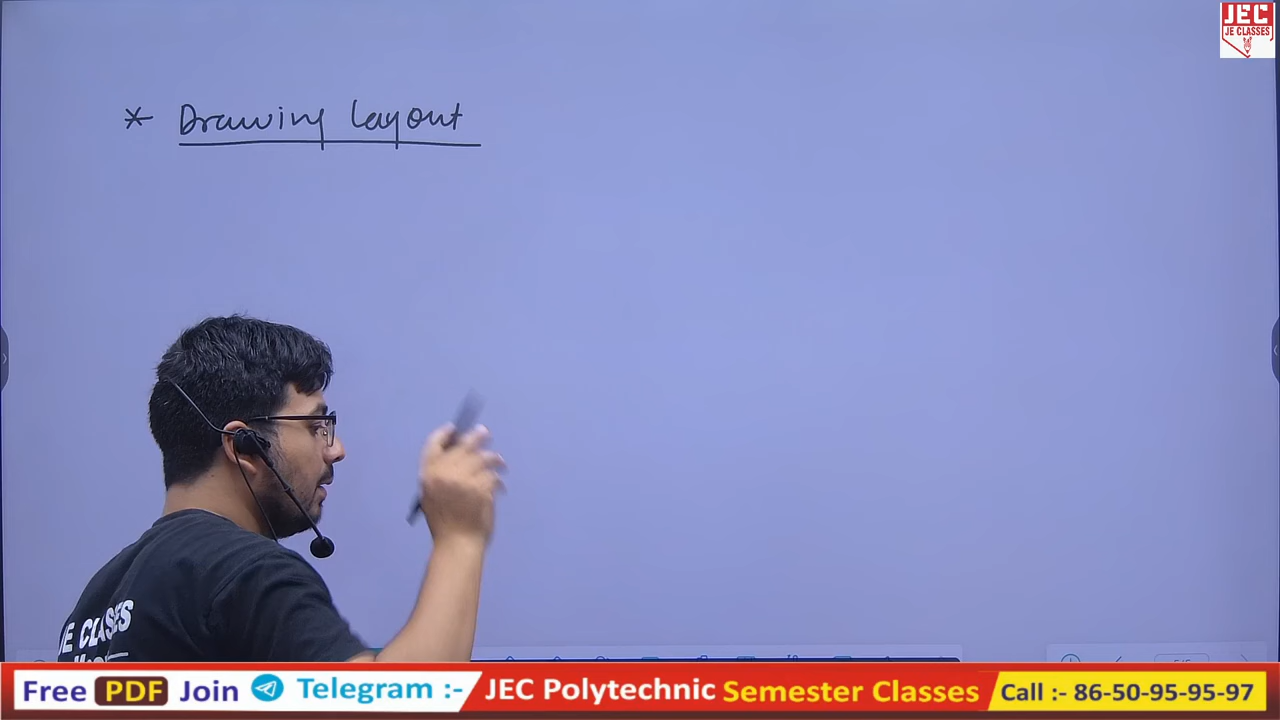 JEC
JE CLASSES
* Drawing Layout
JE CLASSES
Free PDF Join Telegram :- JEC Polytechnic Semester Classes Call :- 86-50-95-95-97